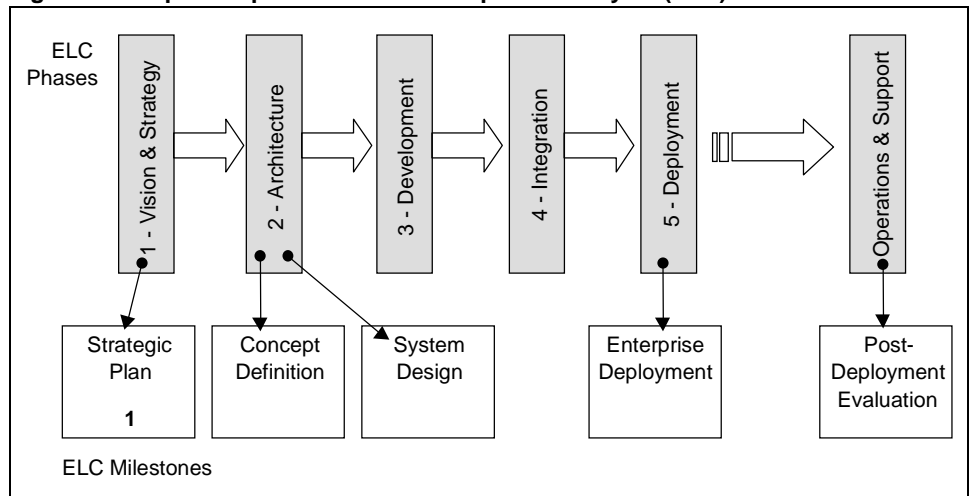 ELC
Phases
1 - Vision & Strategy
2 - Architecture
3 - Development
4 - Integration
5 - Deployment
Operations & Support
Strategic
Plan
1
Concept
Definition
System
Design
Enterprise
Deployment
Post-
Deployment
Evaluation
ELC Milestones